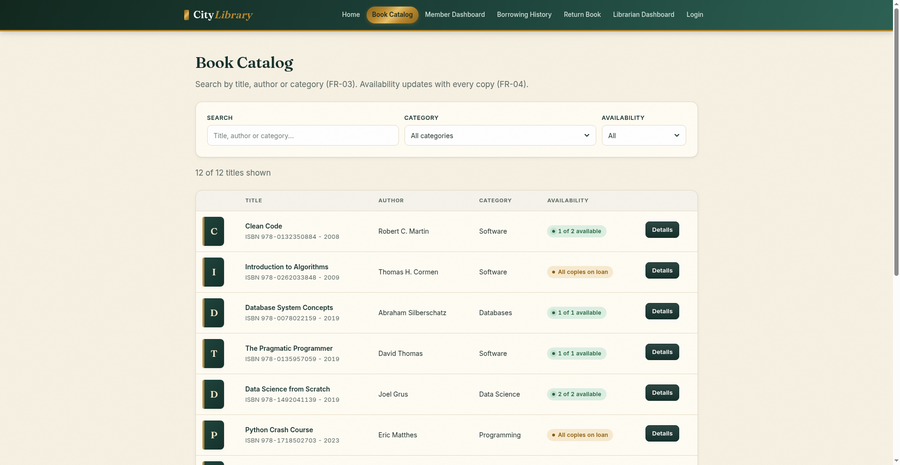 CityLibrary Home Book Catalog Member Dashboard Borrowing History Return Book Librarian Dashboard Login
Book Catalog
Search by title, author or category (FR-03). Availability updates with every copy (FR-04).
SEARCH CATEGORY AVAILABILITY
Title, author or category... All categories All
12 of 12 titles shown
TITLE AUTHOR CATEGORY AVAILABILITY
C Clean Code Robert C. Martin Software 1 of 2 available Details
ISBN 978-0132350884 - 2008
I Introduction to Algorithms Thomas H. Cormen Software All copies on loan Details
ISBN 978-0262033848 - 2009
D Database System Concepts Abraham Silberschatz Databases 1 of 1 available Details
ISBN 978-0078022159 - 2019
T The Pragmatic Programmer David Thomas Software 1 of 1 available Details
ISBN 978-0135957059 - 2019
D Data Science from Scratch Joel Grus Data Science 2 of 2 available Details
ISBN 978-1492041139 - 2019
P Python Crash Course Eric Matthes Programming All copies on loan Details
ISBN 978-1718502703 - 2023